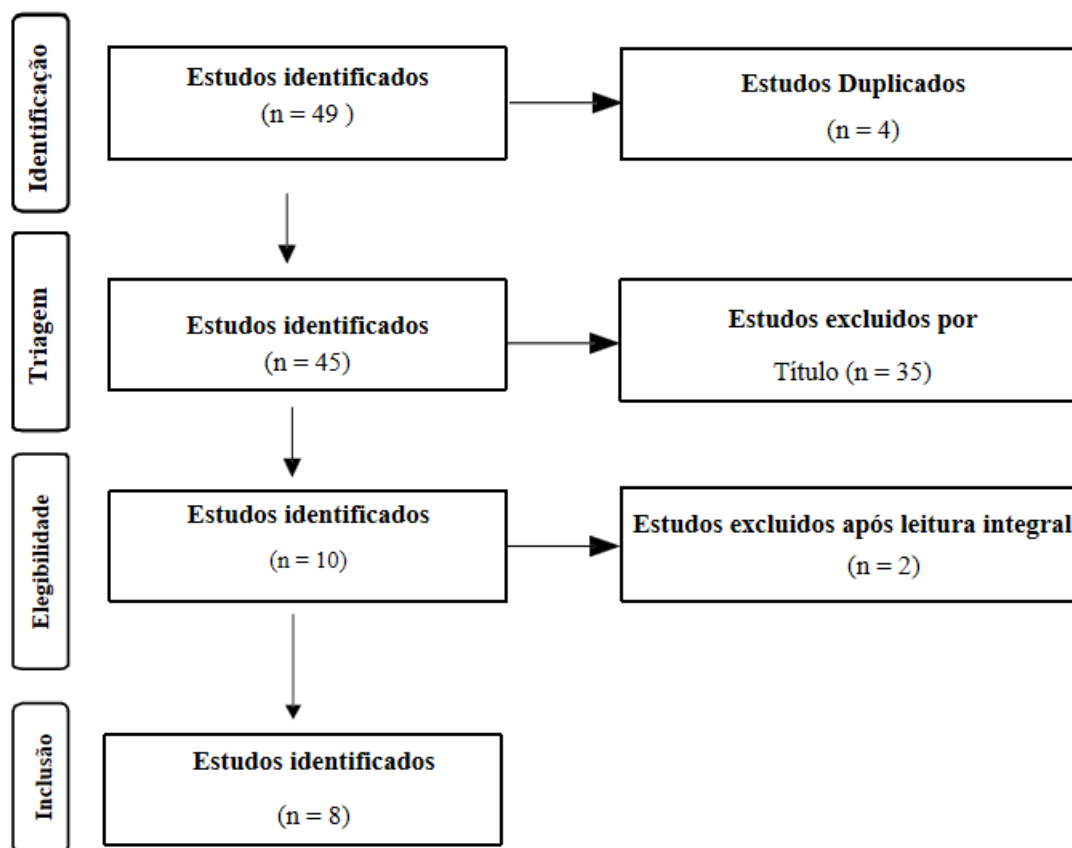 Identificação
Estudos identificados
(n = 49 )
Estudos Duplicados
(n = 4)
Triagem
Estudos identificados
(n = 45)
Estudos excluidos por
Título (n = 35)
Elegibilidade
Estudos identificados
(n = 10)
Estudos excluidos após leitura integral
(n = 2)
Inclusão
Estudos identificados
(n = 8)